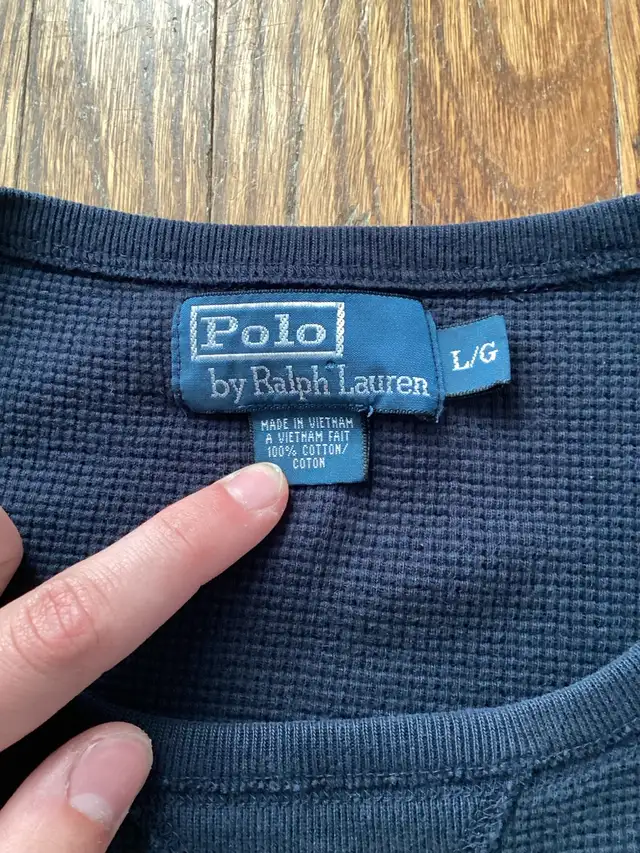 Polo
by Ralph Lauren
L/G
MADE IN VIETNAM
A VIETNAM FAIT
100% COTTON/
COTON